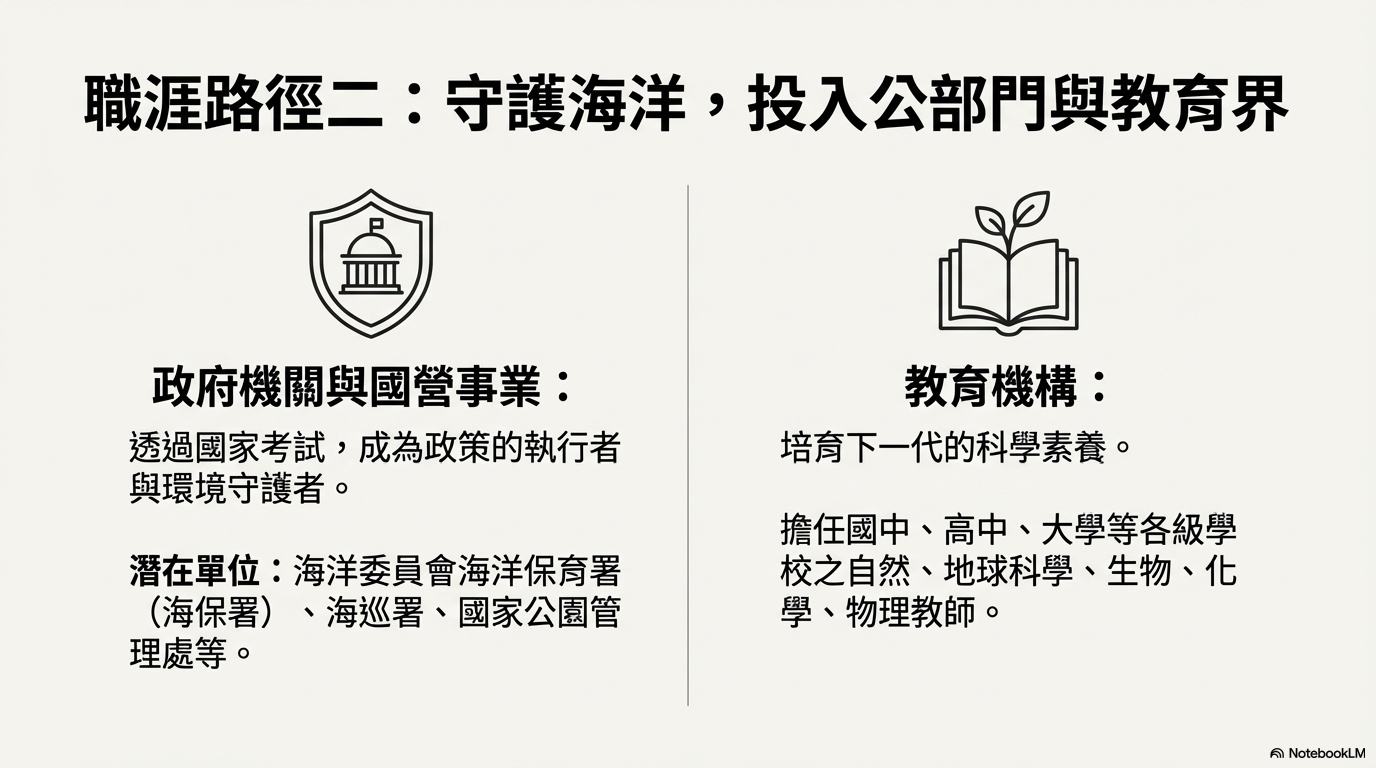 職涯路徑二：守護海洋，投入公部門與教育界
政府機關與國營事業：
透過國家考試，成為政策的執行者
與環境守護者。
潛在單位：海洋委員會海洋保育署
（海保署）、海巡署、國家公園管
理處等。
教育機構：
培育下一代的科學素養。
擔任國中、高中、大學等各級學
校之自然、地球科學、生物、化
學、物理教師。
NotebookLM